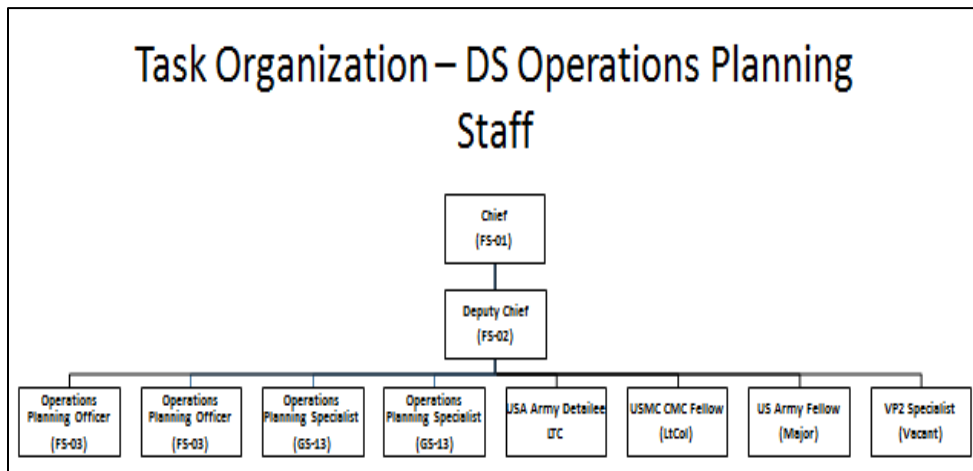 Task Organization – DS Operations Planning
Staff
Chief
(FS-01)
Deputy Chief
(FS-02)
Operations
Planning Officer
(FS-03)
Operations
Planning Officer
(FS-03)
Operations
Planning Specialist
(GS-13)
Operations
Planning Specialist
(GS-13)
USA Army Detailee
LTC
USMC CMC Fellow
(LtCol)
US Army Fellow
(Major)
VP2 Specialist
(Vacant)